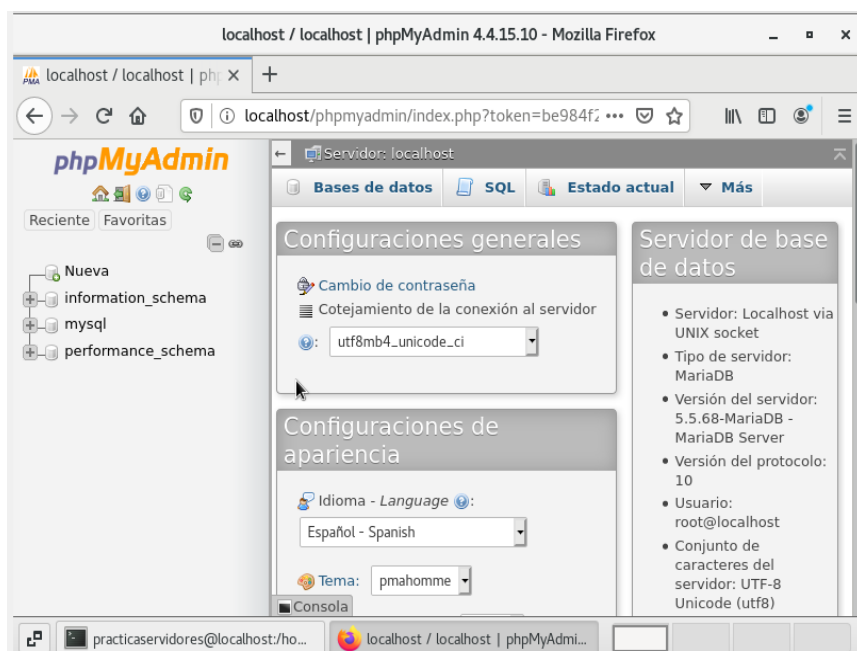 localhost / localhost | phpMyAdmin 4.4.15.10 - Mozilla Firefox
localhost / localhost | php
localhost/phpmyadmin/index.php?token=be984f2
phpMyAdmin
Reciente Favoritas
Nueva
information_schema
mysql
performance_schema
Servidor: localhost
Bases de datos SQL Estado actual Más
Configuraciones generales
Cambio de contraseña
Cotejamiento de la conexión al servidor
: utf8mb4_unicode_ci
Configuraciones de
apariencia
Idioma - Language :
Español - Spanish
Tema: pmahomme
Consola
Servidor de base
de datos
Servidor: Localhost via
UNIX socket
Tipo de servidor:
MariaDB
Versión del servidor:
5.5.68-MariaDB -
MariaDB Server
Versión del protocolo:
10
Usuario:
root@localhost
Conjunto de
caracteres del
servidor: UTF-8
Unicode (utf8)
practicaservidores@localhost:/ho...
localhost / localhost | phpMyAdmi...